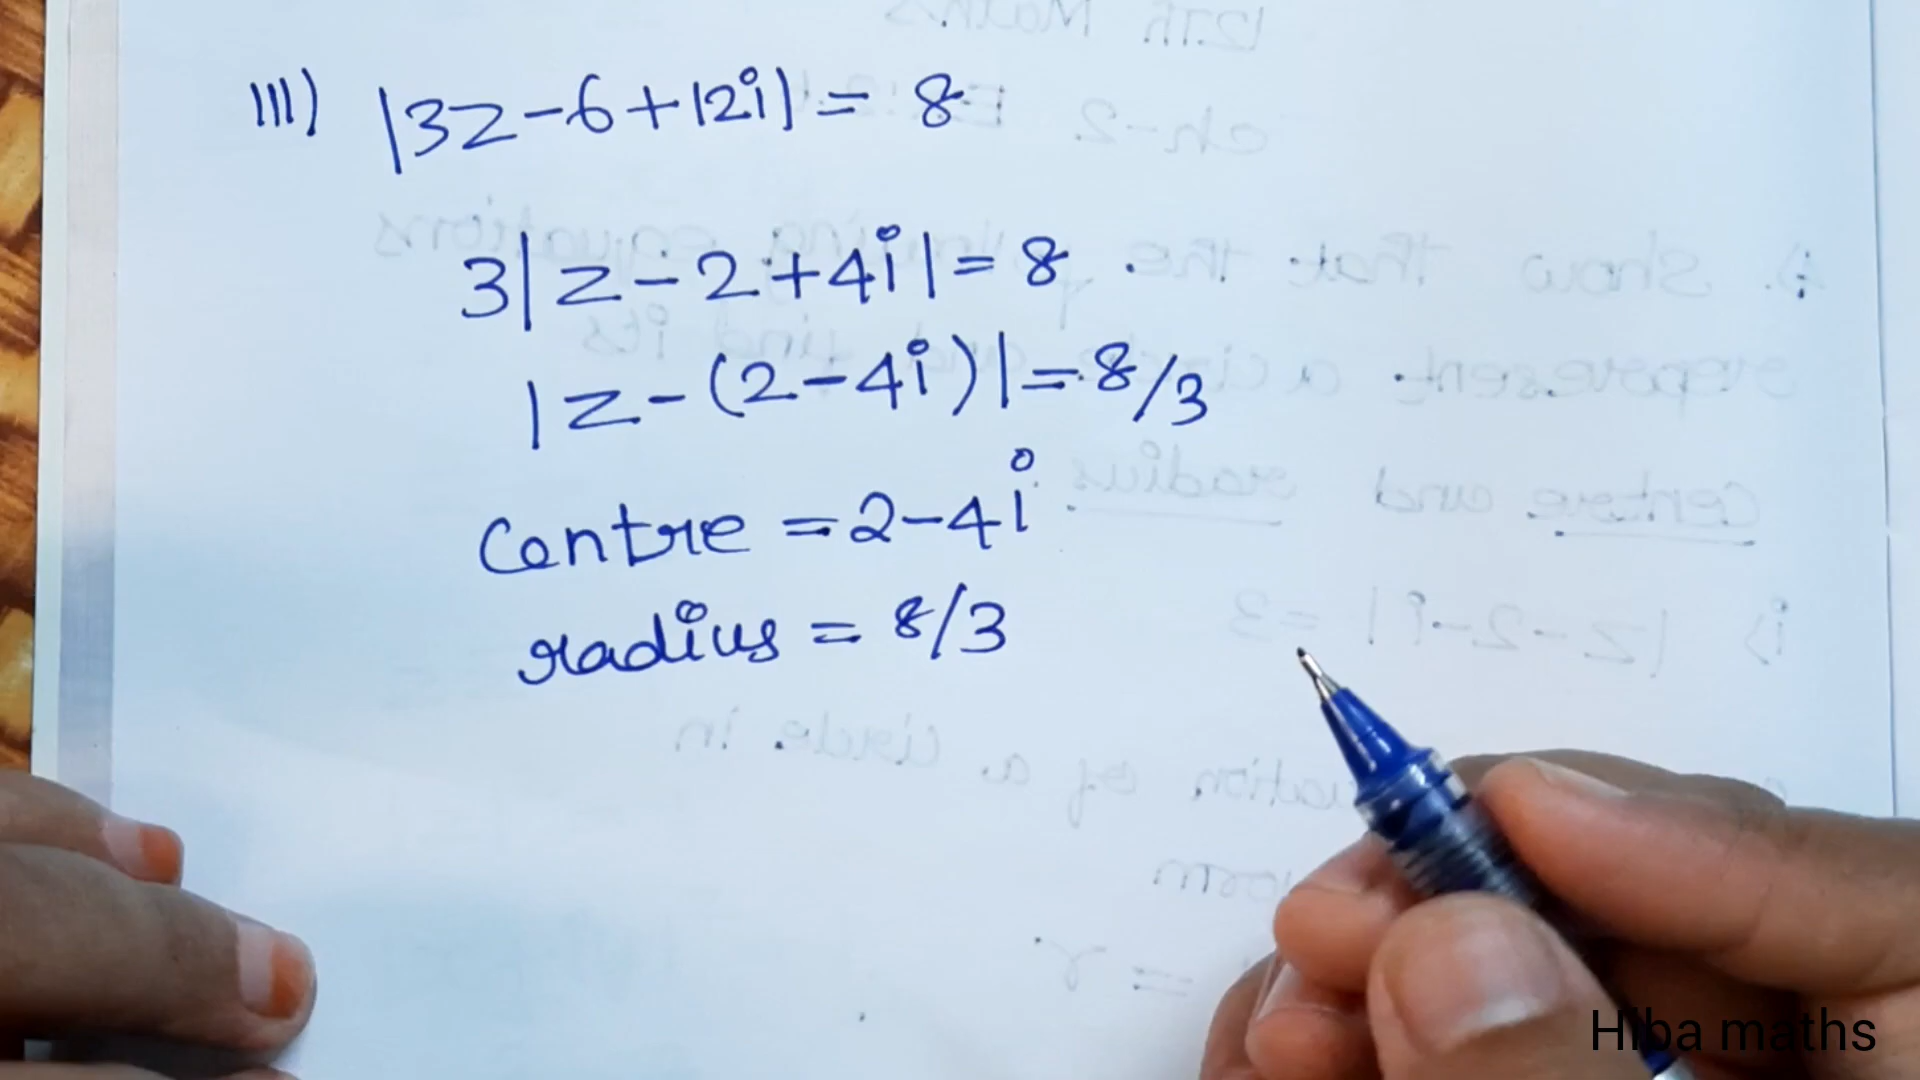 III) |3z-6+12i| = 8
3|z-2+4i| = 8
|z-(2-4i)| = 8/3
Centre = 2-4i
radius = 8/3
Hiba maths